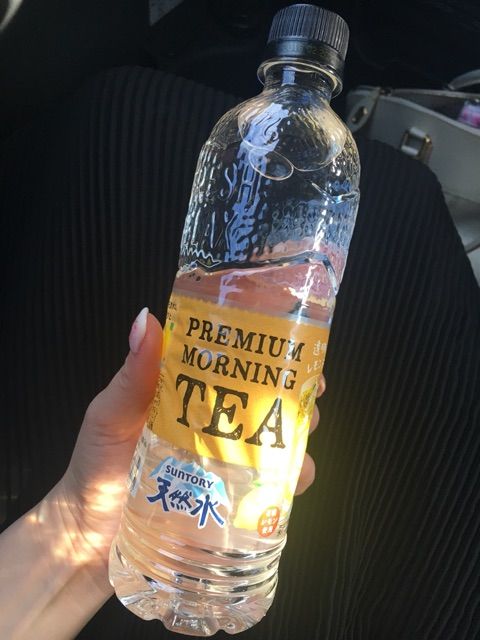 PREMIUM
MORNING
TEA
SUNTORY
天然水